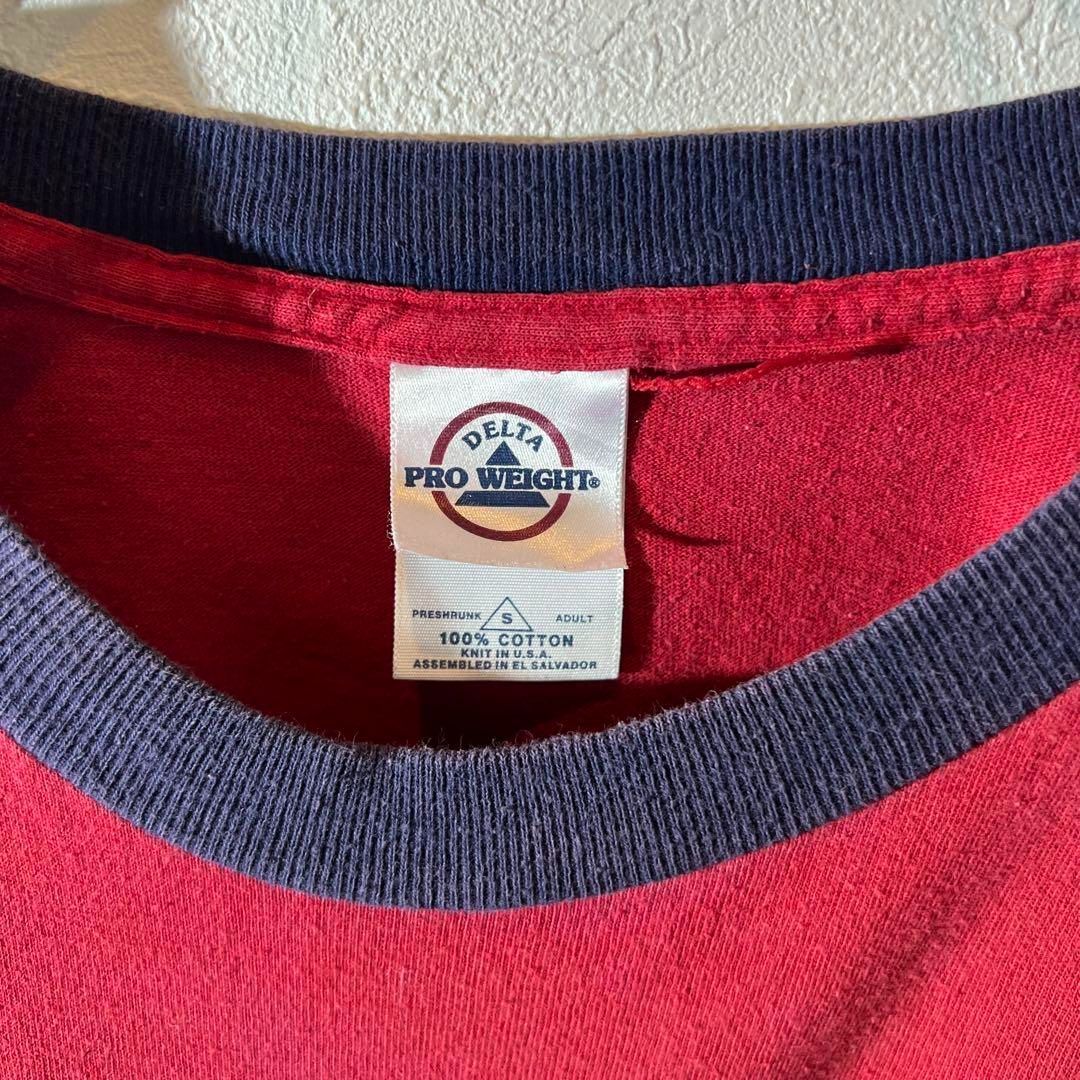 DELTA
PRO WEIGHT®
PRESHRUNK S ADULT
100% COTTON
KNIT IN U.S.A.
ASSEMBLED IN EL SALVADOR